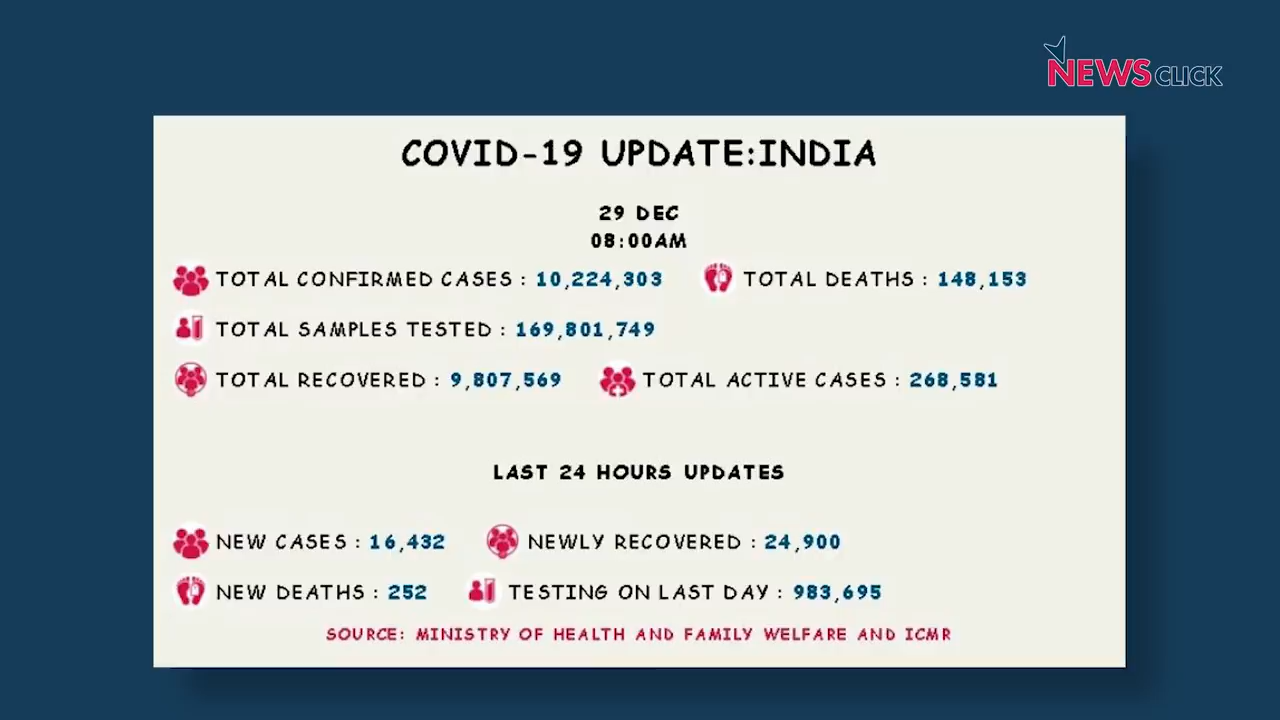 NEWSCLICK
COVID-19 UPDATE:INDIA
29 DEC
08:00AM
TOTAL CONFIRMED CASES : 10,224,303 TOTAL DEATHS : 148,153
TOTAL SAMPLES TESTED : 169,801,749
TOTAL RECOVERED : 9,807,569 TOTAL ACTIVE CASES : 268,581
LAST 24 HOURS UPDATES
NEW CASES : 16,432 NEWLY RECOVERED : 24,900
NEW DEATHS : 252 TESTING ON LAST DAY : 983,695
SOURCE: MINISTRY OF HEALTH AND FAMILY WELFARE AND ICMR